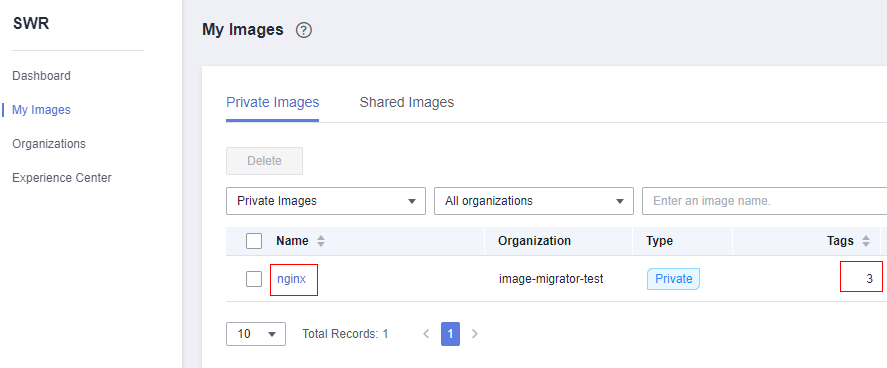 SWR
Dashboard
My Images
Organizations
Experience Center
My Images ?
Private Images Shared Images
Delete
Private Images All organizations Enter an image name.
Name Organization Type Tags
nginx image-migrator-test Private 3
10 Total Records: 1 < 1 >